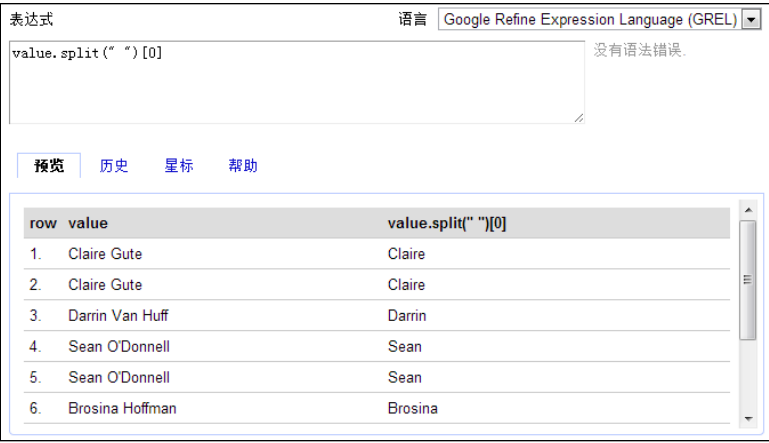 表达式 语言 Google Refine Expression Language (GREL)
value.split(" ")[0] 没有语法错误.
预览 历史 星标 帮助
row value value.split(" ")[0]
1. Claire Gute Claire
2. Claire Gute Claire
3. Darrin Van Huff Darrin
4. Sean O'Donnell Sean
5. Sean O'Donnell Sean
6. Brosina Hoffman Brosina